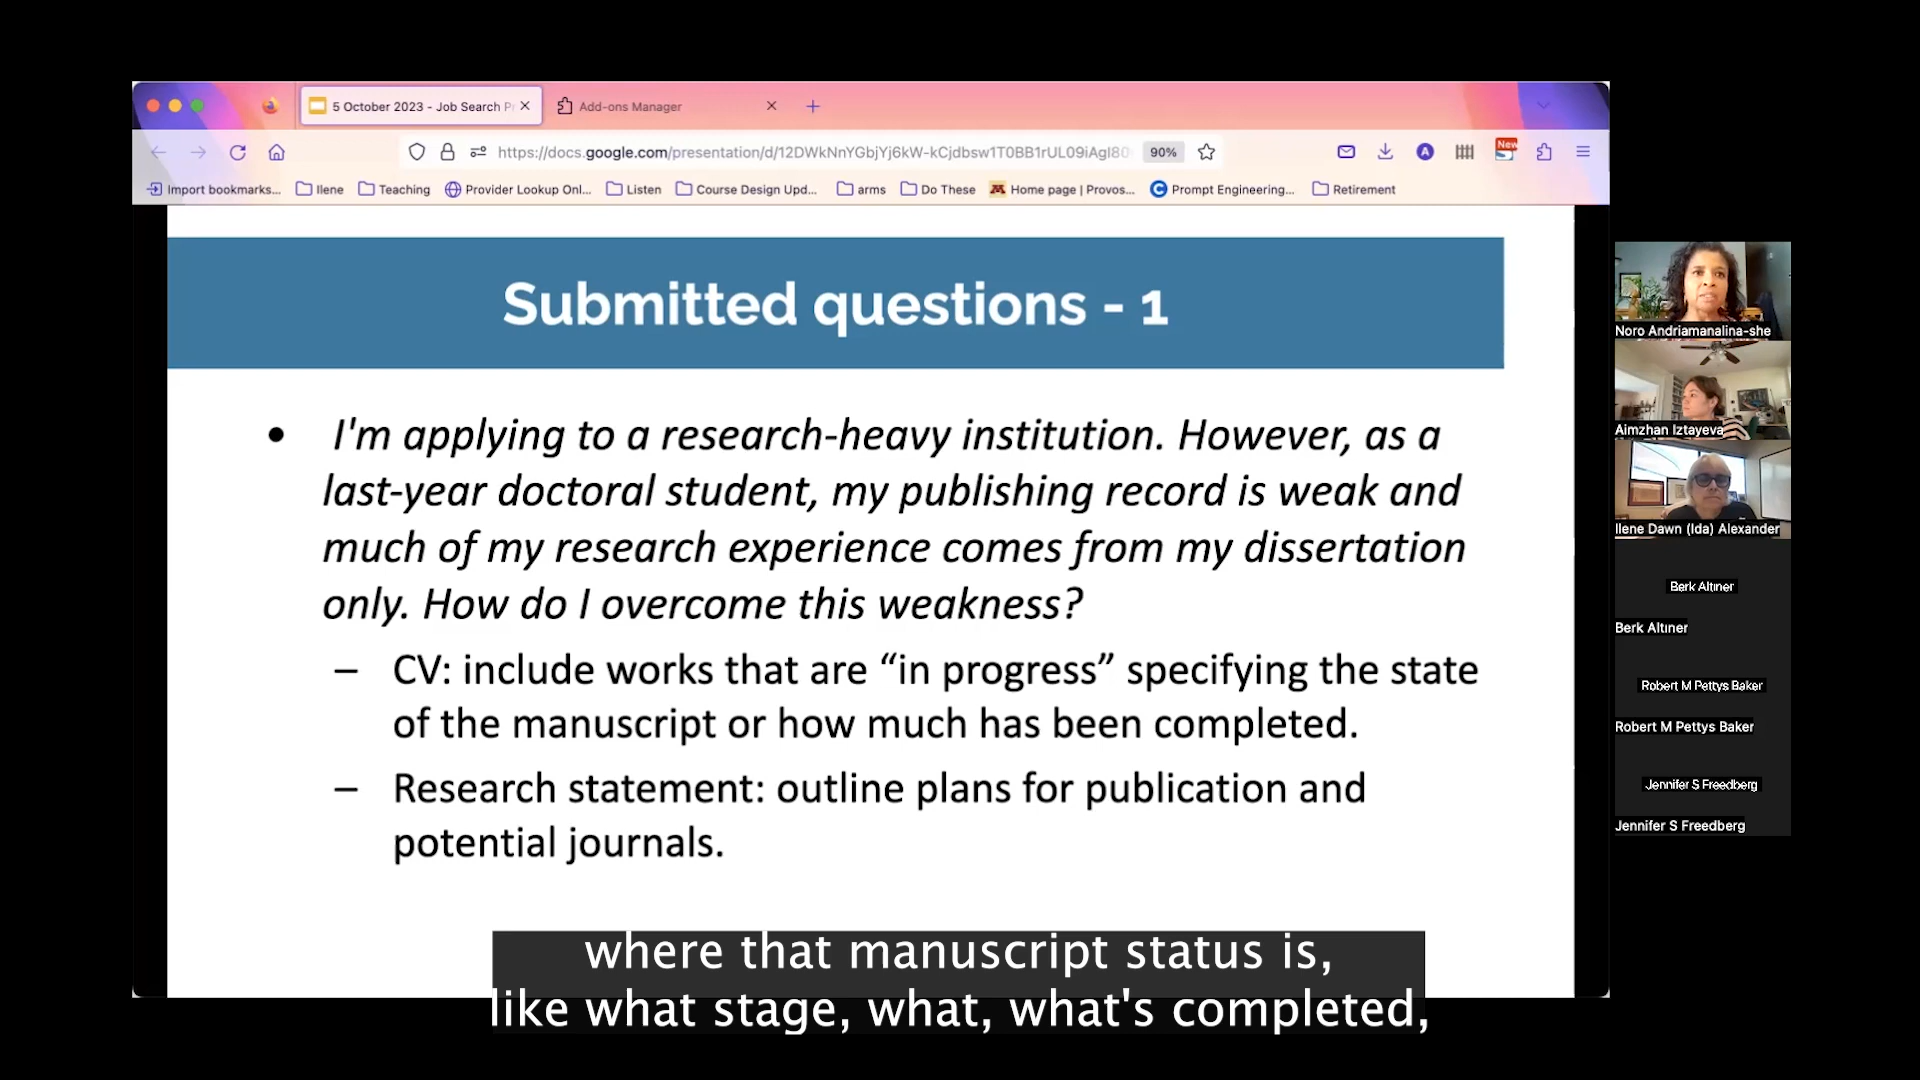 5 October 2023 - Job Search Pr
Add-ons Manager
https://docs.google.com/presentation/d/12DWkNnYGbjYj6kW-kCjdbsw1T0BB1rUL09iAgI80
90%
New
A
Import bookmarks...
Ilene
Teaching
Provider Lookup Onl...
Listen
Course Design Upd...
arms
Do These
Home page | Provos...
Prompt Engineering...
Retirement
Submitted questions - 1
• I'm applying to a research-heavy institution. However, as a
last-year doctoral student, my publishing record is weak and
much of my research experience comes from my dissertation
only. How do I overcome this weakness?
– CV: include works that are “in progress” specifying the state
of the manuscript or how much has been completed.
– Research statement: outline plans for publication and
potential journals.
where that manuscript status is,
like what stage, what, what's completed,
Noro Andriamanalina-she
Aimzhan Iztayeva
Ilene Dawn (Ida) Alexander
Berk Altıner
Berk Altıner
Robert M Pettys Baker
Robert M Pettys Baker
Jennifer S Freedberg
Jennifer S Freedberg